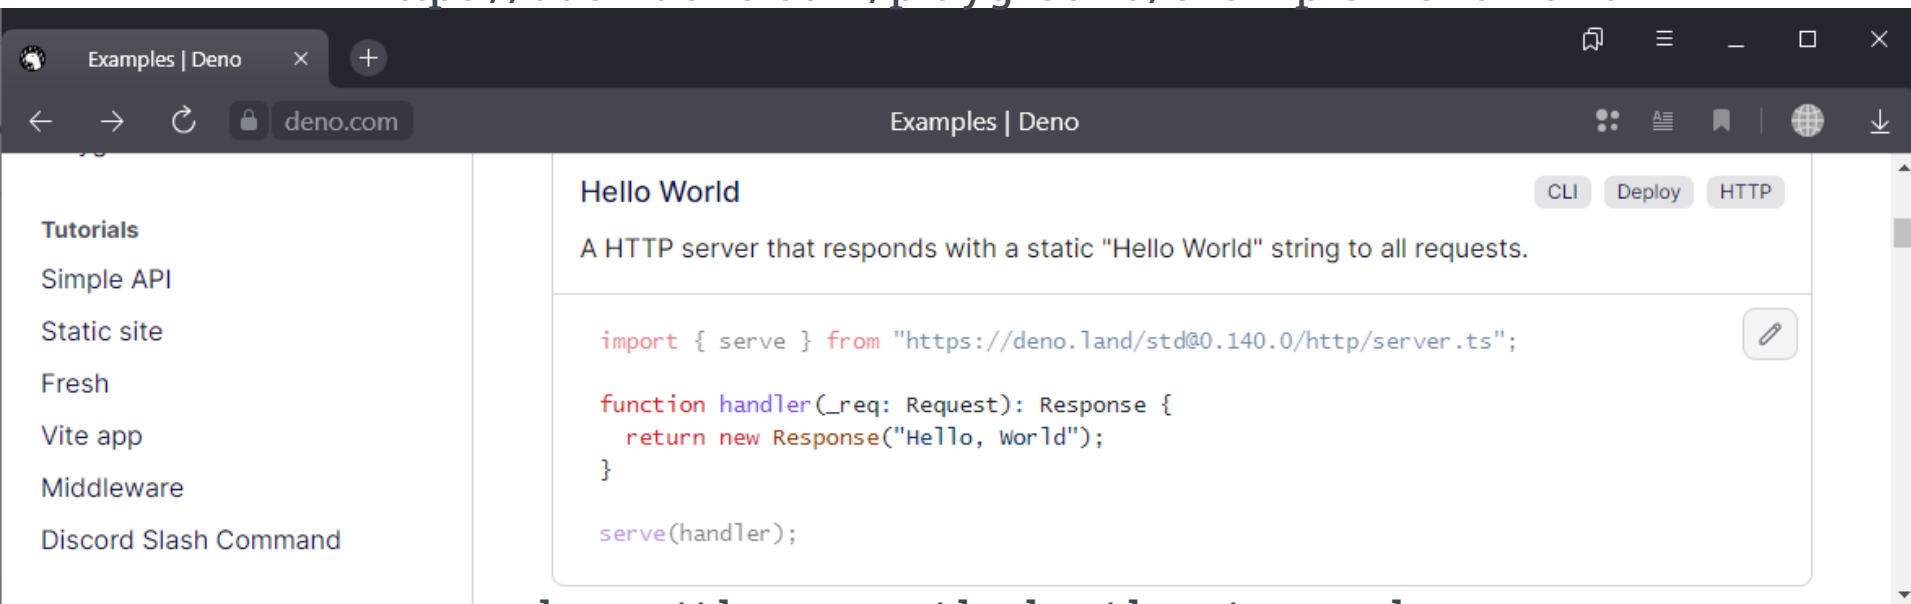 Examples | Deno
deno.com
Examples | Deno
Tutorials
Simple API
Static site
Fresh
Vite app
Middleware
Discord Slash Command
Hello World
CLI Deploy HTTP
A HTTP server that responds with a static "Hello World" string to all requests.
import { serve } from "https://deno.land/std@0.140.0/http/server.ts";
function handler(_req: Request): Response {
return new Response("Hello, World");
}
serve(handler);